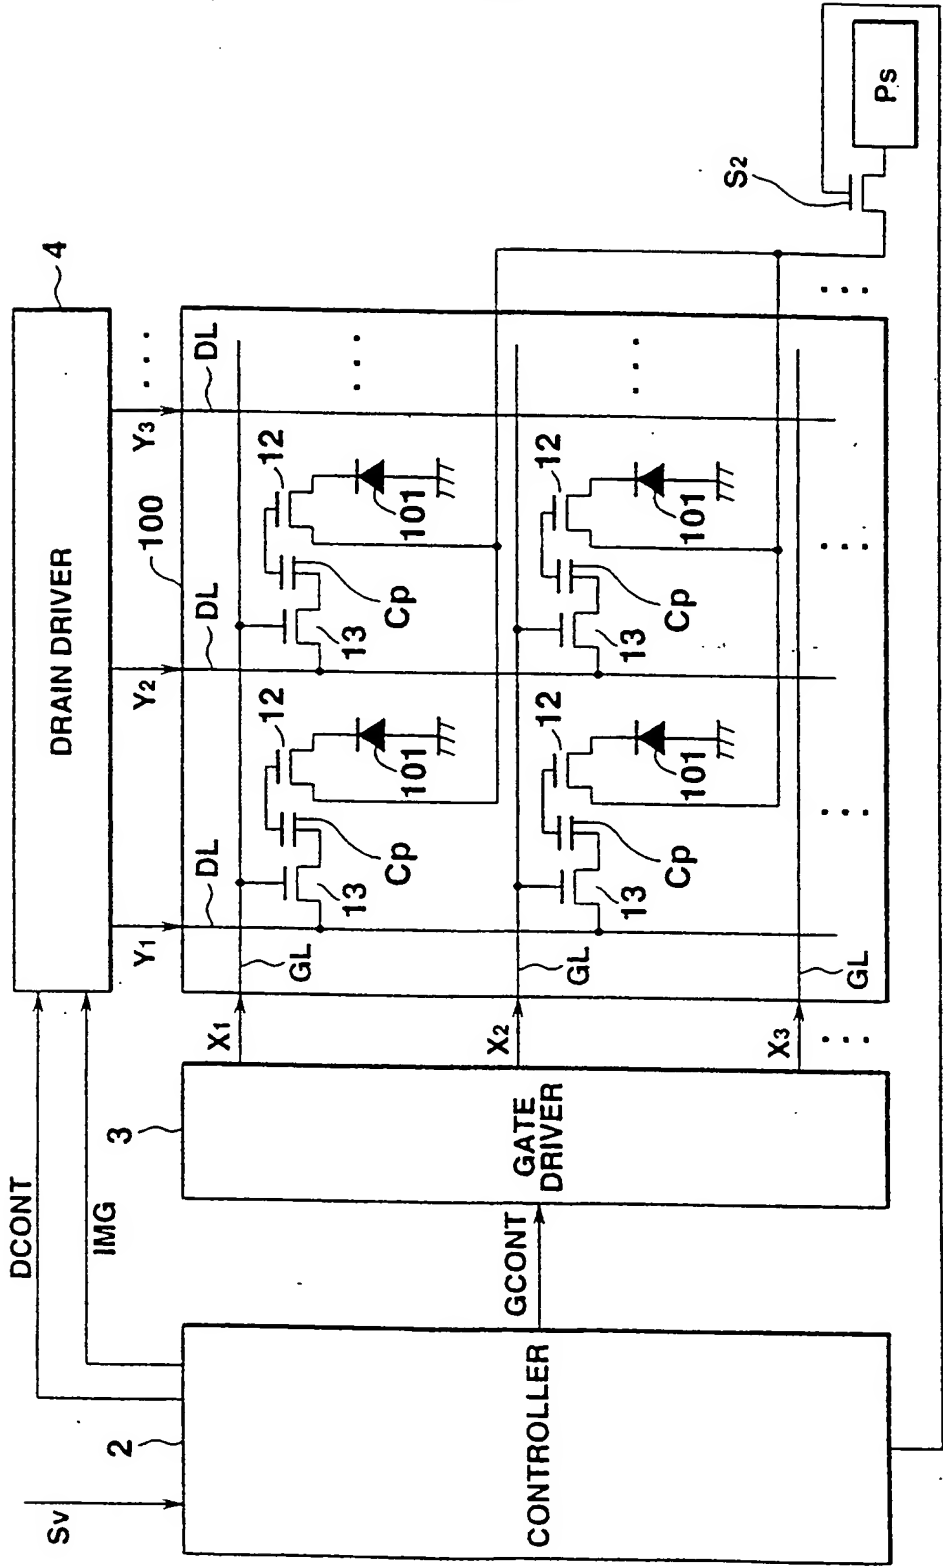 Sv
2
CONTROLLER
DCONT
IMG
GCONT
3
GATE
DRIVER
DRAIN DRIVER
4
X1
X2
X3
Y1
Y2
Y3
100
DL
DL
DL
GL
GL
GL
13
Cp
12
101
13
Cp
12
101
13
Cp
12
101
13
Cp
12
101
S2
Ps